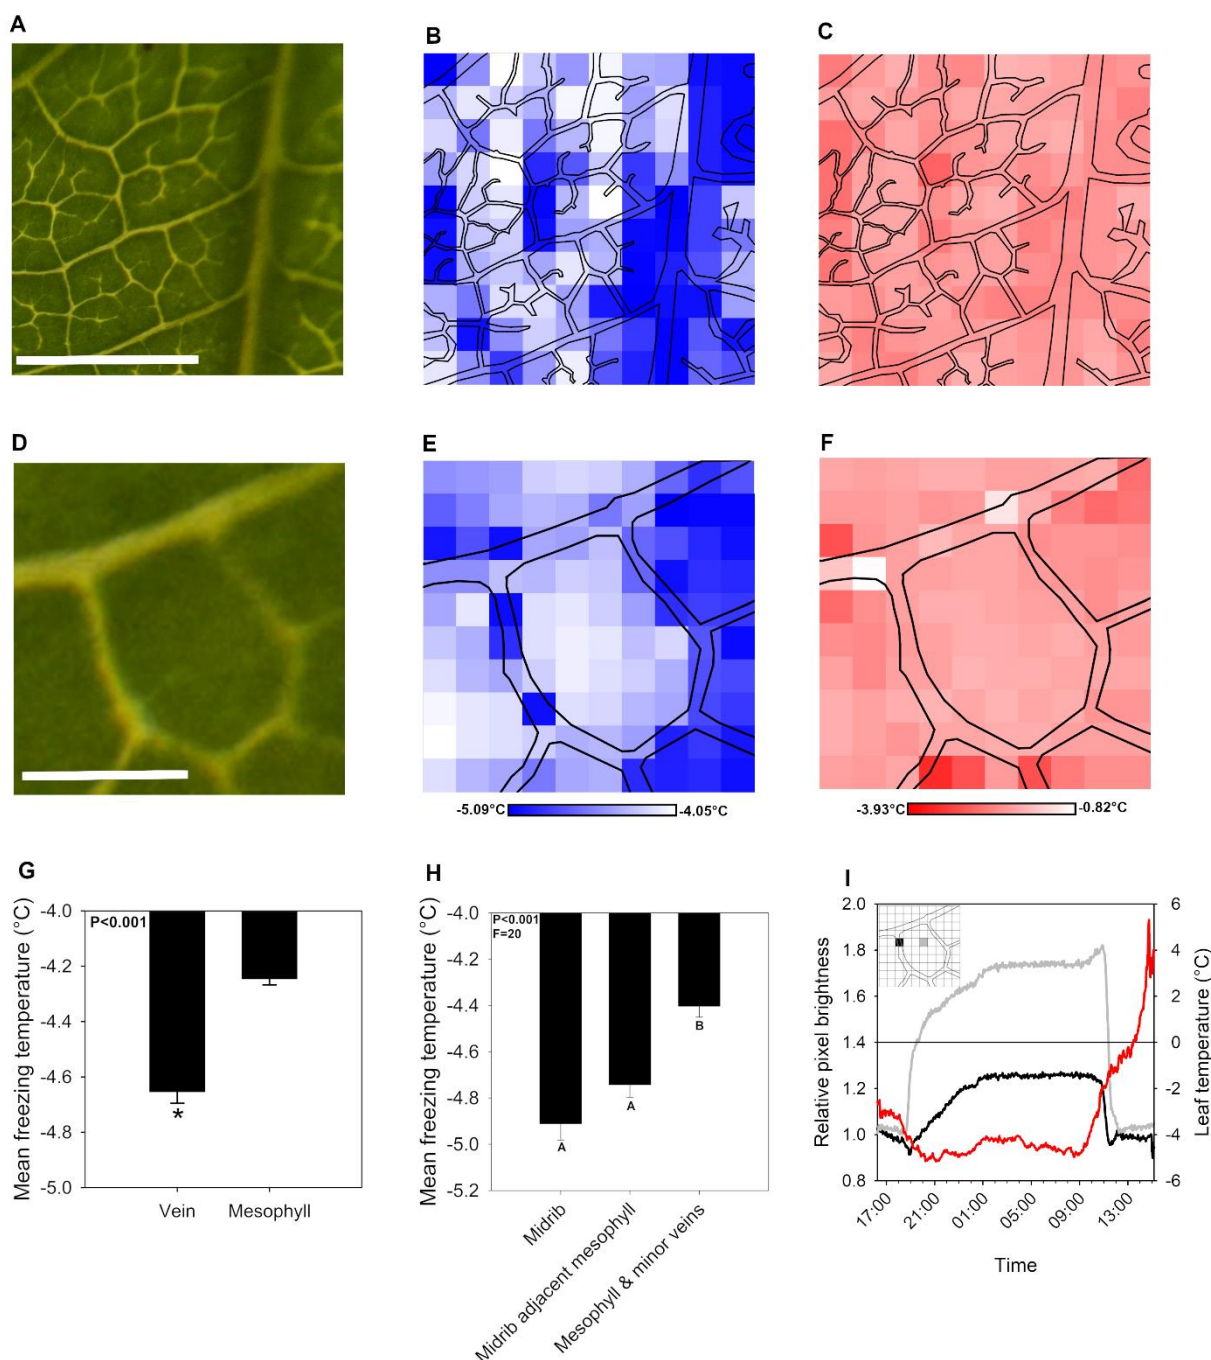 A
B
C
D
E
F
-5.09°C
-4.05°C
-3.93°C
-0.82°C
G
Mean freezing temperature (°C)
-4.0
-4.2
-4.4
-4.6
-4.8
-5.0
P<0.001
*
Vein
Mesophyll
H
Mean freezing temperature (°C)
-4.0
-4.2
-4.4
-4.6
-4.8
-5.0
-5.2
P<0.001
F=20
A
A
B
Midrib
Midrib adjacent mesophyll
Mesophyll & minor veins
I
Relative pixel brightness
2.0
1.8
1.6
1.4
1.2
1.0
0.8
6
4
2
0
-2
-4
-6
Leaf temperature (°C)
17:00
21:00
01:00
05:00
09:00
13:00
Time